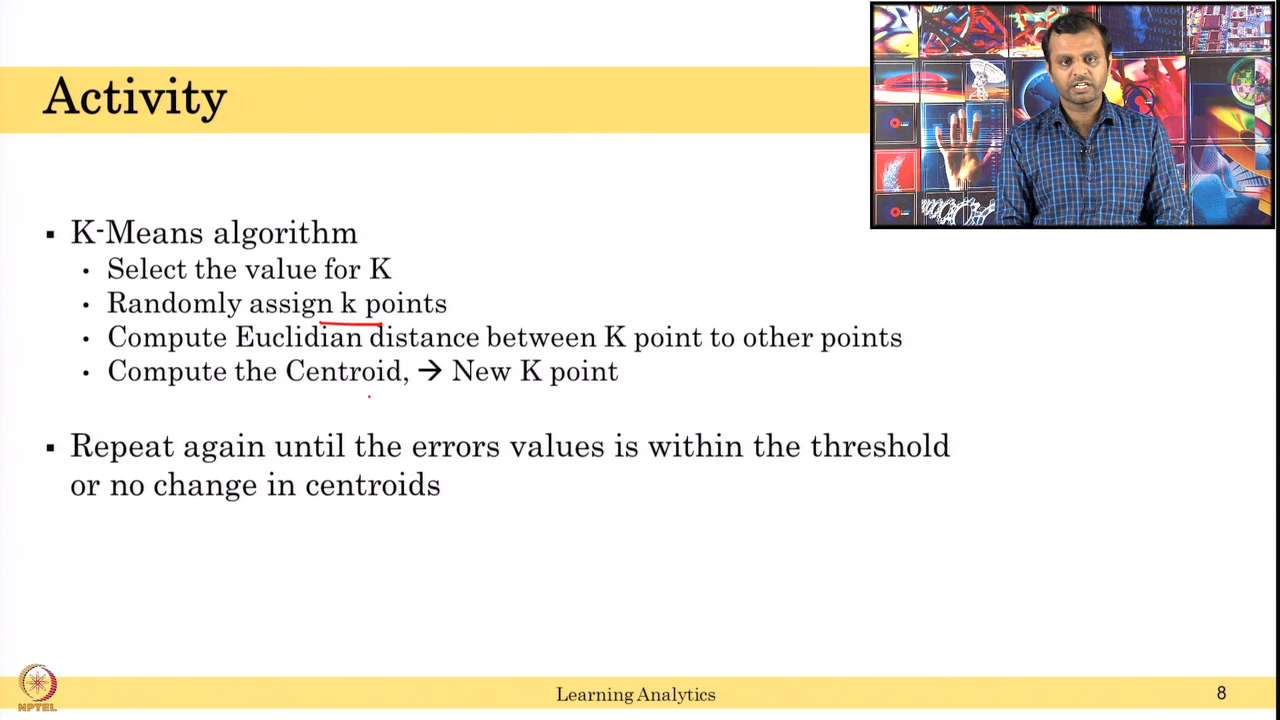 Activity
▪ K-Means algorithm
• Select the value for K
• Randomly assign k points
• Compute Euclidian distance between K point to other points
• Compute the Centroid, → New K point
▪ Repeat again until the errors values is within the threshold
or no change in centroids
NPTEL
Learning Analytics
8